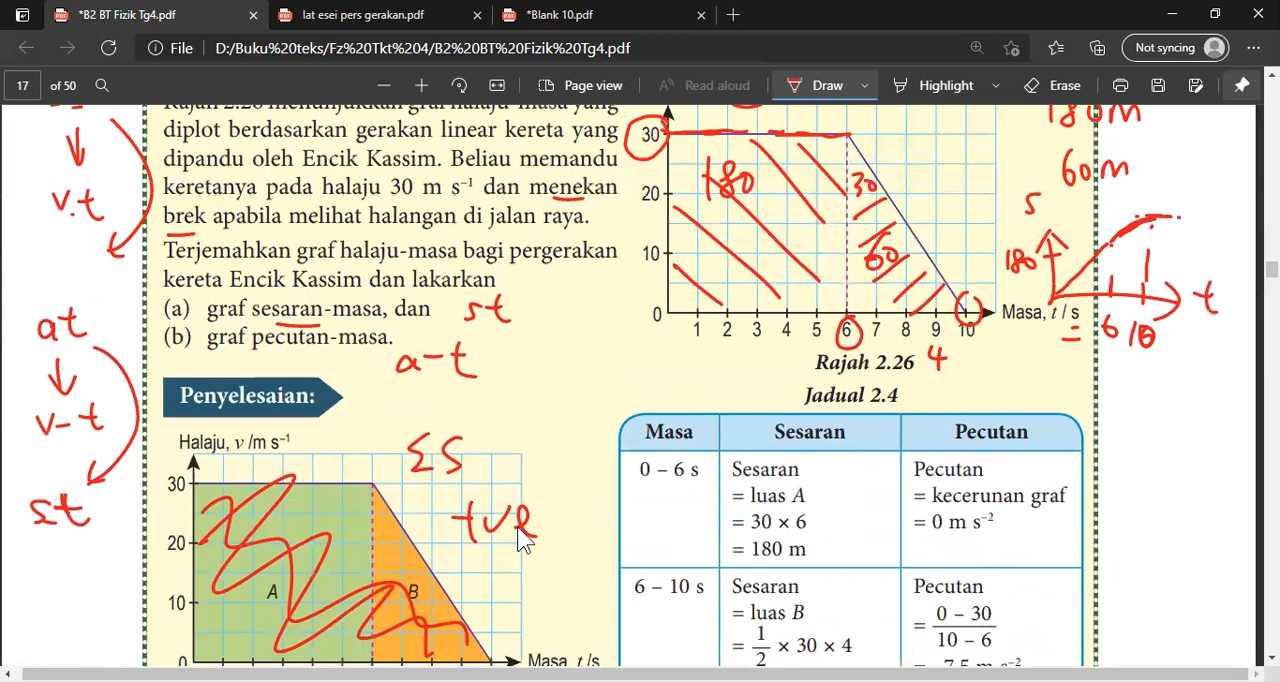 *B2 BT Fizik Tg4.pdf
lat esei pers gerakan.pdf
*Blank 10.pdf
File
D:/Buku%20teks/Fz%20Tkt%204/B2%20BT%20Fizik%20Tg4.pdf
Not syncing
17 of 50
Page view
Read aloud
Draw
Highlight
Erase
diplot berdasarkan gerakan linear kereta yang
dipandu oleh Encik Kassim. Beliau memandu
keretanya pada halaju 30 m s⁻¹ dan menekan
brek apabila melihat halangan di jalan raya.
Terjemahkan graf halaju-masa bagi pergerakan
kereta Encik Kassim dan lakarkan
(a) graf sesaran-masa, dan
(b) graf pecutan-masa.
v.t
at
v-t
st
st
a-t
30
20
10
0
1 2 3 4 5 6 7 8 9 10
Masa, t / s
180
30
60
4
Rajah 2.26
180m
60m
s
180
t
= 6 10
Penyelesaian:
Halaju, v /m s⁻¹
30
20
10
0
A
B
Masa, t /s
ΣS
+ve
Jadual 2.4
Masa Sesaran Pecutan
0 – 6 s
Sesaran
= luas A
= 30 × 6
= 180 m
Pecutan
= kecerunan graf
= 0 m s⁻²
6 – 10 s
Sesaran
= luas B
= 1/2 × 30 × 4
Pecutan
= 0 – 30 / 10 – 6